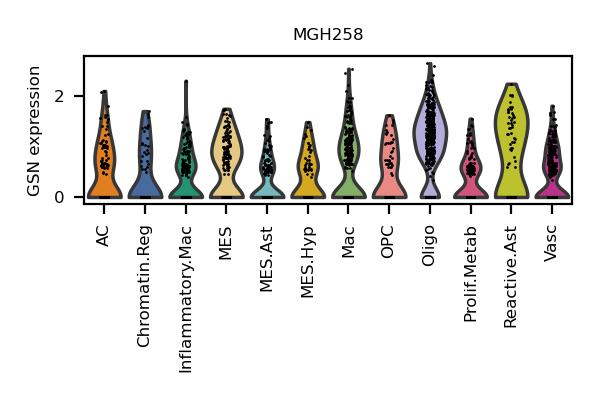 MGH258
GSN expression
2
0
AC
Chromatin.Reg
Inflammatory.Mac
MES
MES.Ast
MES.Hyp
Mac
OPC
Oligo
Prolif.Metab
Reactive.Ast
Vasc